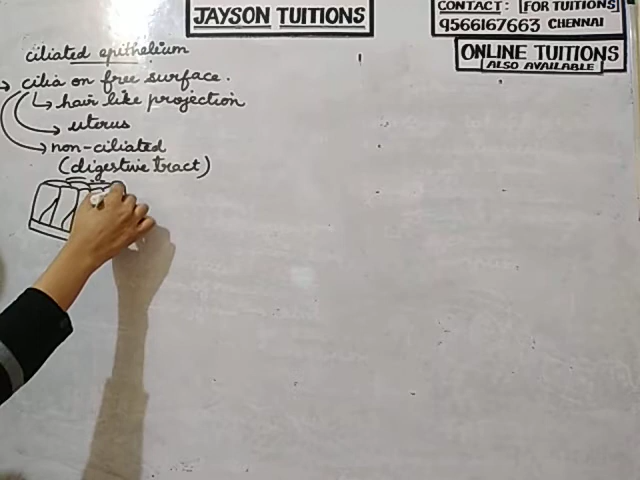 JAYSON TUITIONS
CONTACT: FOR TUITIONS
9566167663 CHENNAI
ONLINE TUITIONS
ALSO AVAILABLE
ciliated epithelium
→ cilia on free surface.
↳ hair like projection
→ uterus
→ non-ciliated
(digestive tract)